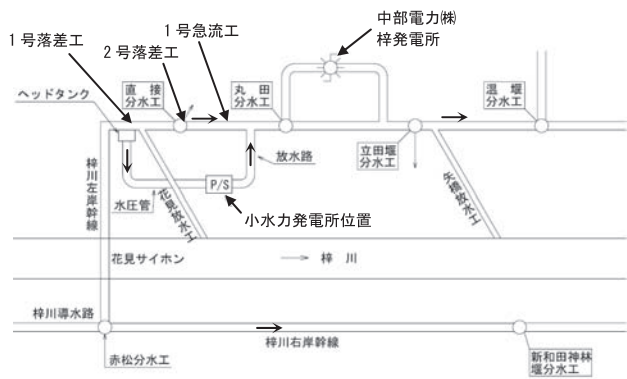 中部電力㈱
梓発電所
1号急流工
1号落差工
2号落差工
直接
分水工
丸田
分水工
温堰
分水工
ヘッドタンク
放水路
立田堰
分水工
P/S
水圧管
花見放水工
矢橋放水工
小水力発電所位置
梓川左岸幹線
花見サイホン
梓川
梓川導水路
梓川右岸幹線
赤松分水工
新和田神林
堰分水工